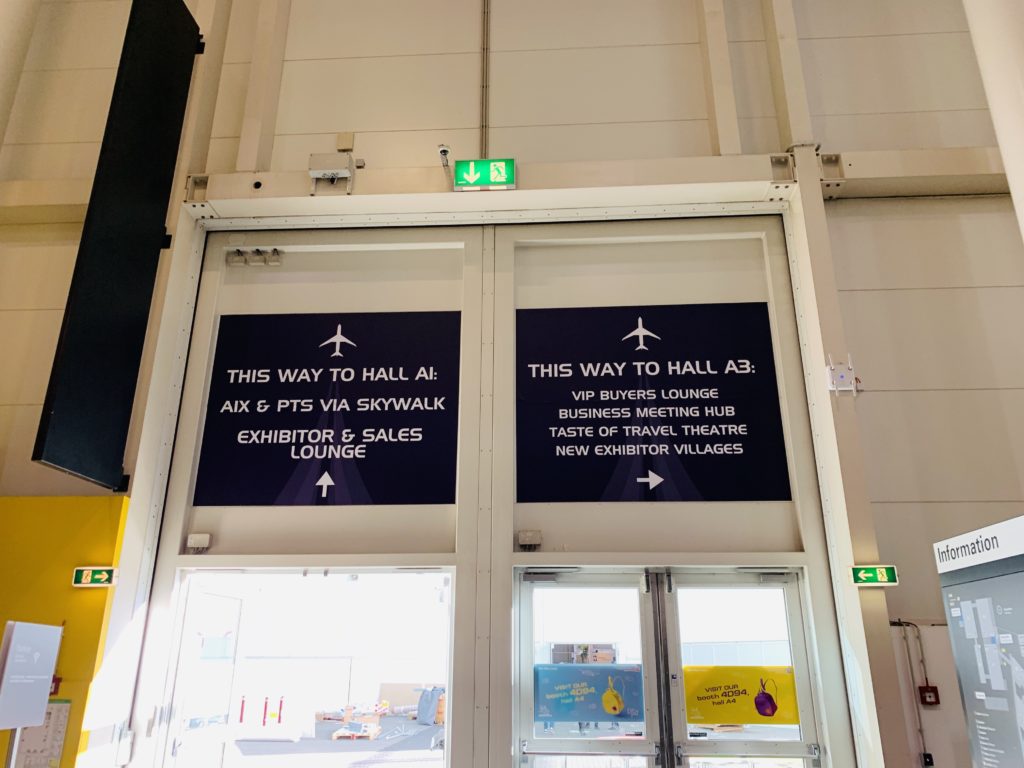 THIS WAY TO HALL A1:
AIX & PTS VIA SKYWALK
EXHIBITOR & SALES
LOUNGE
THIS WAY TO HALL A3:
VIP BUYERS LOUNGE
BUSINESS MEETING HUB
TASTE OF TRAVEL THEATRE
NEW EXHIBITOR VILLAGES
Information
VISIT OUR
booth 4D94,
hall A4
VISIT OUR
booth 4D94,
hall A4